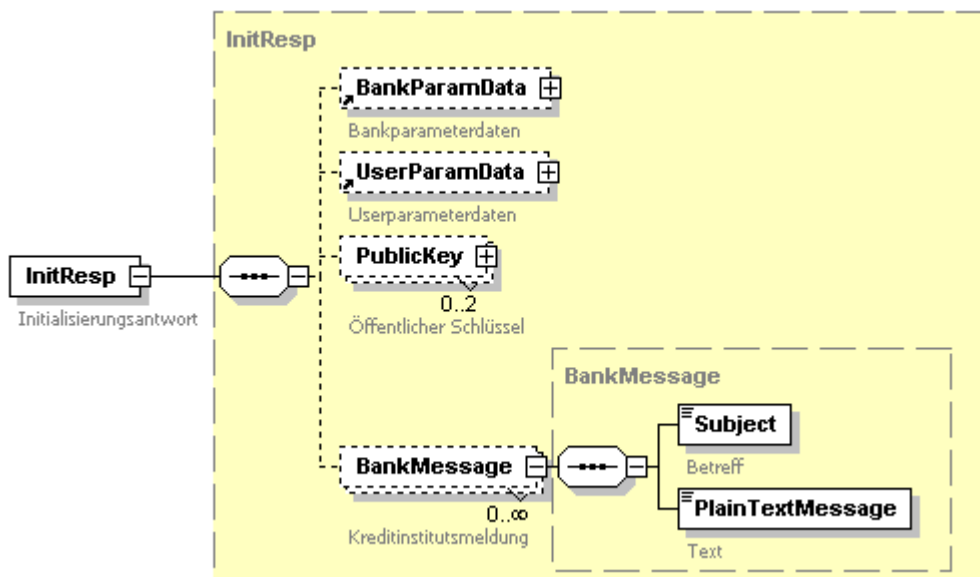 InitResp
BankParamData
Bankparameterdaten
UserParamData
Userparameterdaten
PublicKey
0..2
Öffentlicher Schlüssel
InitResp
Initialisierungsantwort
BankMessage
Subject
Betreff
BankMessage
0..∞
Kreditinstitutsmeldung
PlainTextMessage
Text